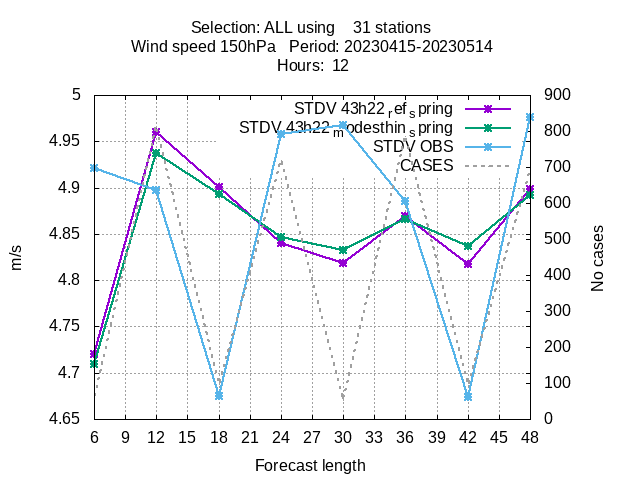 Selection: ALL using 31 stations
Wind speed 150hPa Period: 20230415-20230514
Hours: 12
5
4.95
4.9
4.85
4.8
4.75
4.7
4.65
m/s
900
800
700
600
500
400
300
200
100
0
No cases
STDV 43h22_ref_spring
STDV 43h22_modesthin_spring
STDV OBS
CASES
6 9 12 15 18 21 24 27 30 33 36 39 42 45 48
Forecast length